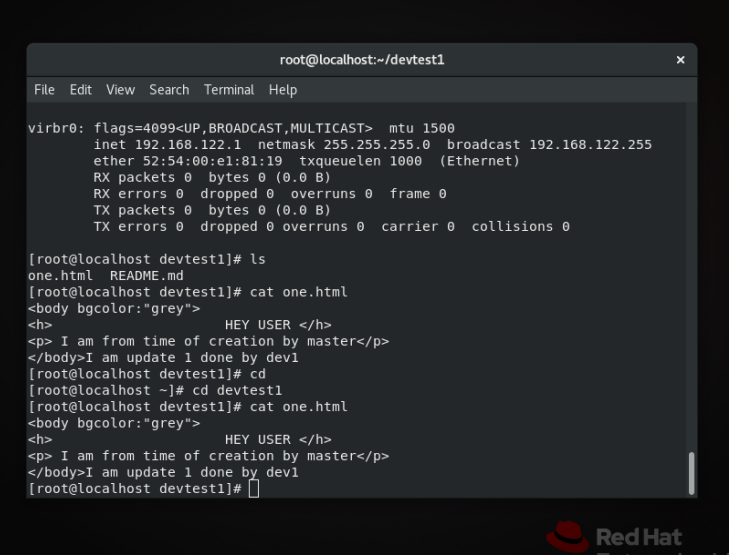 root@localhost:~/devtest1 ×
File Edit View Search Terminal Help
virbr0: flags=4099<UP,BROADCAST,MULTICAST>  mtu 1500
        inet 192.168.122.1  netmask 255.255.255.0  broadcast 192.168.122.255
        ether 52:54:00:e1:81:19  txqueuelen 1000  (Ethernet)
        RX packets 0  bytes 0 (0.0 B)
        RX errors 0  dropped 0  overruns 0  frame 0
        TX packets 0  bytes 0 (0.0 B)
        TX errors 0  dropped 0 overruns 0  carrier 0  collisions 0
[root@localhost devtest1]# ls
one.html  README.md
[root@localhost devtest1]# cat one.html
<body bgcolor:"grey">
<h>                     HEY USER </h>
<p> I am from time of creation by master</p>
</body>I am update 1 done by dev1
[root@localhost devtest1]# cd
[root@localhost ~]# cd devtest1
[root@localhost devtest1]# cat one.html
<body bgcolor:"grey">
<h>                     HEY USER </h>
<p> I am from time of creation by master</p>
</body>I am update 1 done by dev1
[root@localhost devtest1]#
Red Hat